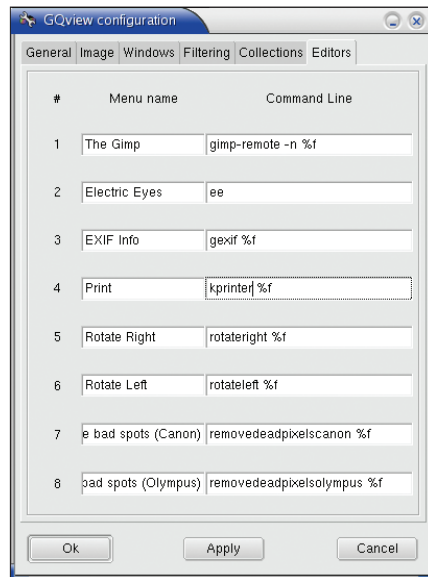 GQview configuration
General Image Windows Filtering Collections Editors
# Menu name Command Line
1 The Gimp gimp-remote -n %f
2 Electric Eyes ee
3 EXIF Info gexif %f
4 Print kprinter %f
5 Rotate Right rotateright %f
6 Rotate Left rotateleft %f
7 e bad spots (Canon) removedeadpixelscanon %f
8 bad spots (Olympus) removedeadpixelsolympus %f
Ok Apply Cancel